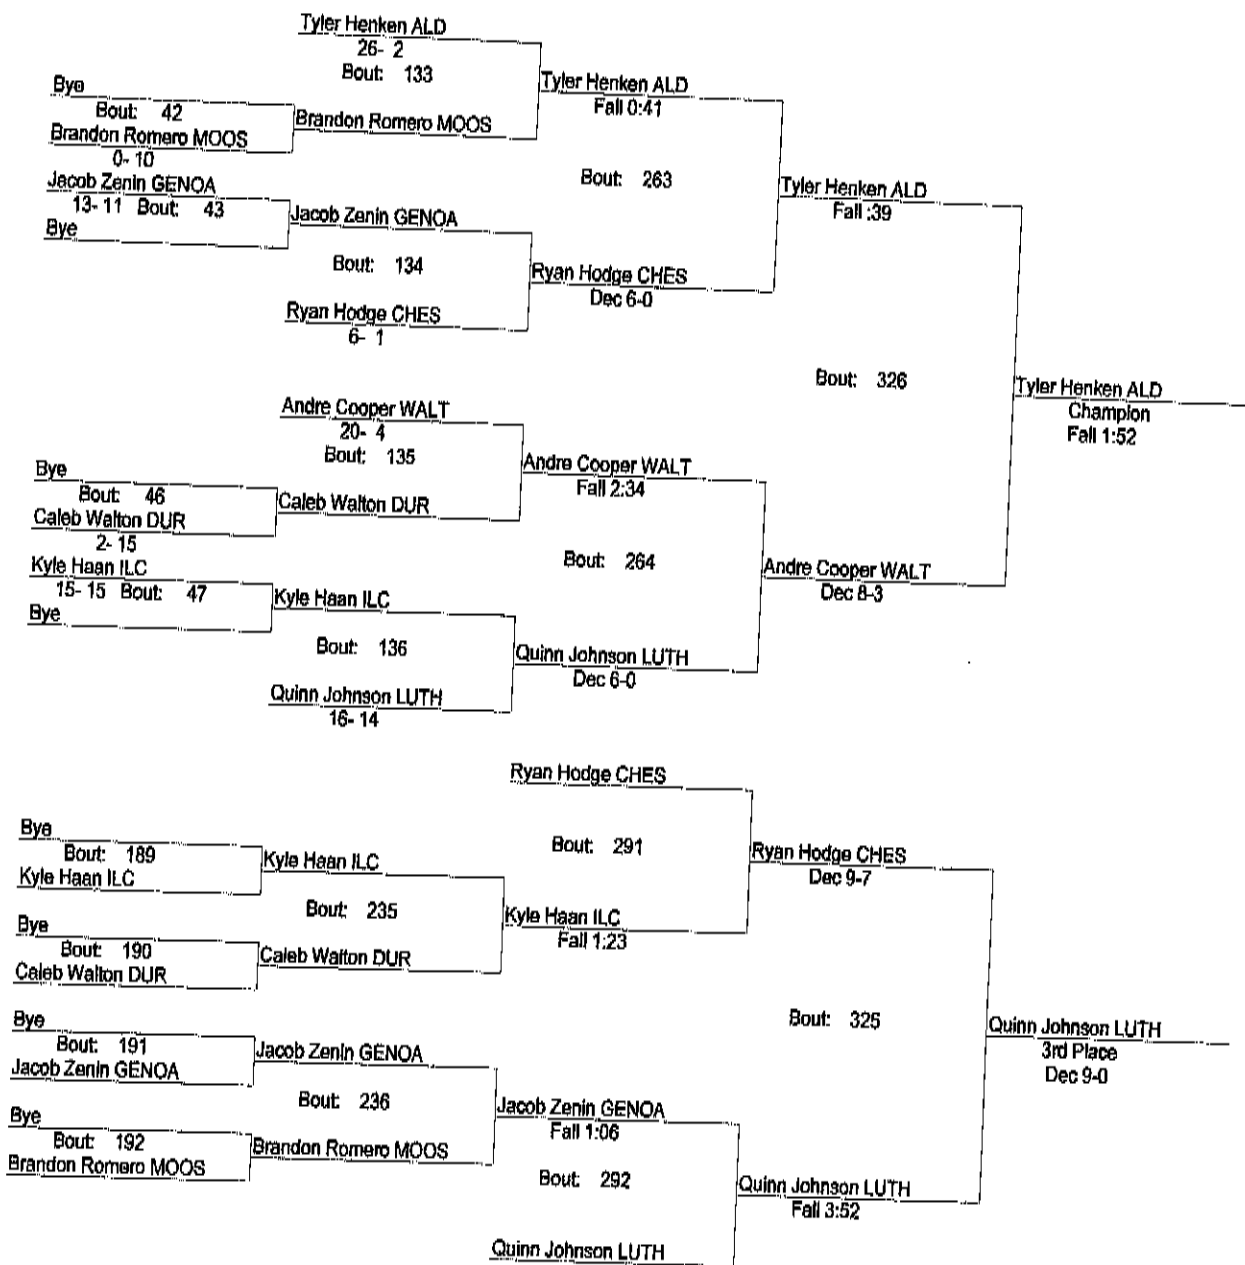 Tyler Henken ALD
26- 2
Bout: 133
Bye
Bout: 42
Brandon Romero MOOS
0- 10
Brandon Romero MOOS
Tyler Henken ALD
Fall 0:41
Jacob Zenin GENOA
13- 11 Bout: 43
Bye
Jacob Zenin GENOA
Bout: 134
Ryan Hodge CHES
6- 1
Ryan Hodge CHES
Dec 6-0
Bout: 263
Tyler Henken ALD
Fall :39
Andre Cooper WALT
20- 4
Bout: 135
Bye
Bout: 46
Caleb Walton DUR
2- 15
Caleb Walton DUR
Andre Cooper WALT
Fall 2:34
Kyle Haan ILC
15- 15 Bout: 47
Bye
Kyle Haan ILC
Bout: 136
Quinn Johnson LUTH
16- 14
Quinn Johnson LUTH
Dec 6-0
Bout: 264
Andre Cooper WALT
Dec 8-3
Bout: 326
Tyler Henken ALD
Champion
Fall 1:52
Ryan Hodge CHES
Bout: 291
Bye
Bout: 189
Kyle Haan ILC
Kyle Haan ILC
Bout: 235
Bye
Bout: 190
Caleb Walton DUR
Caleb Walton DUR
Kyle Haan ILC
Fall 1:23
Ryan Hodge CHES
Dec 9-7
Bye
Bout: 191
Jacob Zenin GENOA
Jacob Zenin GENOA
Bout: 236
Bye
Bout: 192
Brandon Romero MOOS
Brandon Romero MOOS
Jacob Zenin GENOA
Fall 1:06
Bout: 292
Quinn Johnson LUTH
Quinn Johnson LUTH
Fall 3:52
Bout: 325
Quinn Johnson LUTH
3rd Place
Dec 9-0